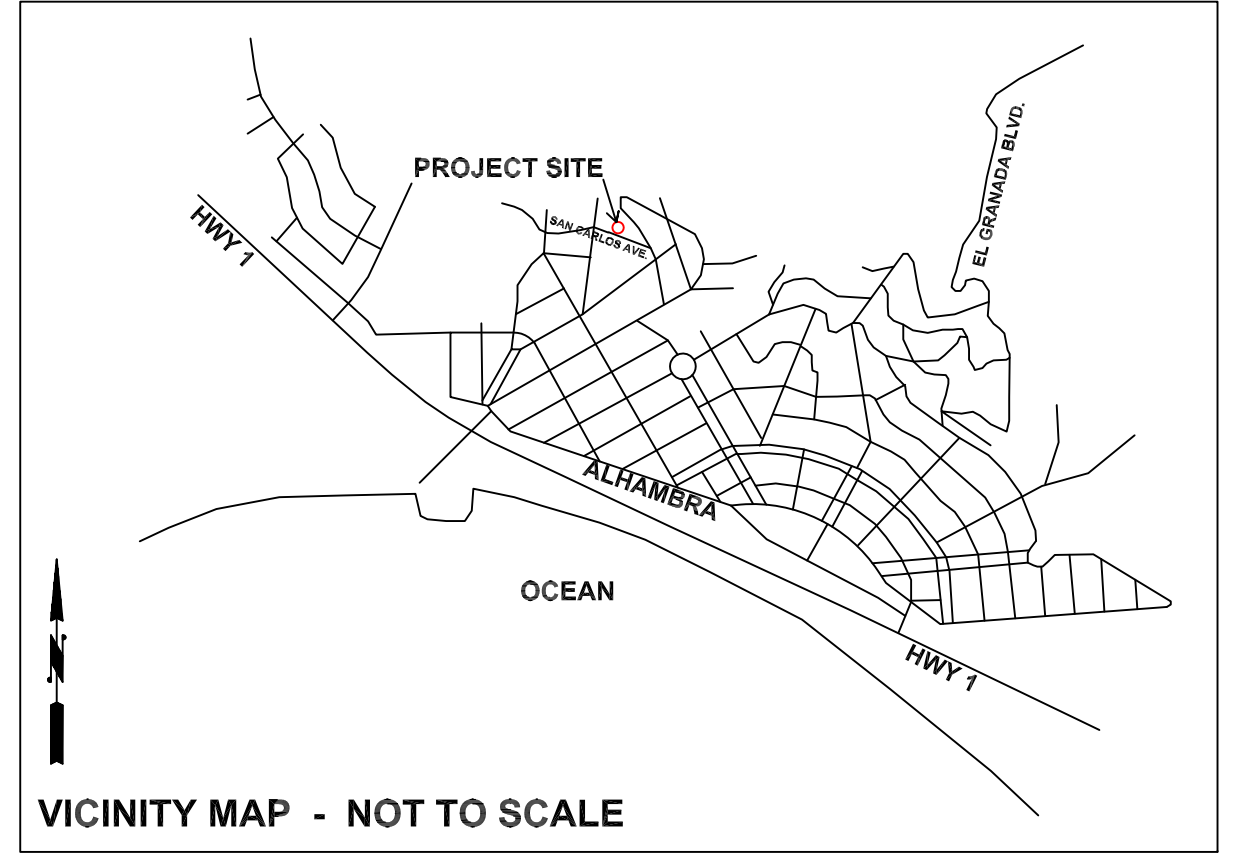 EL GRANADA BLVD.
PROJECT SITE
HWY 1
SAN CARLOS AVE.
ALHAMBRA
OCEAN
N
HWY 1
VICINITY MAP - NOT TO SCALE